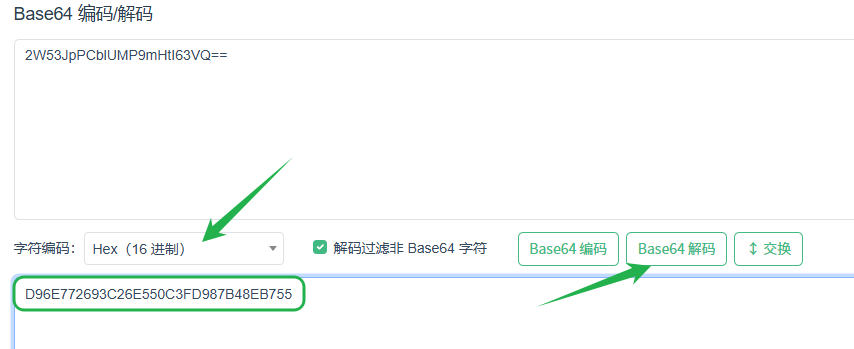 Base64 编码/解码
2W53JpPCblUMP9mHtI63VQ==
字符编码: Hex（16 进制） 解码过滤非 Base64 字符 Base64 编码 Base64 解码 ↕ 交换
D96E772693C26E550C3FD987B48EB755